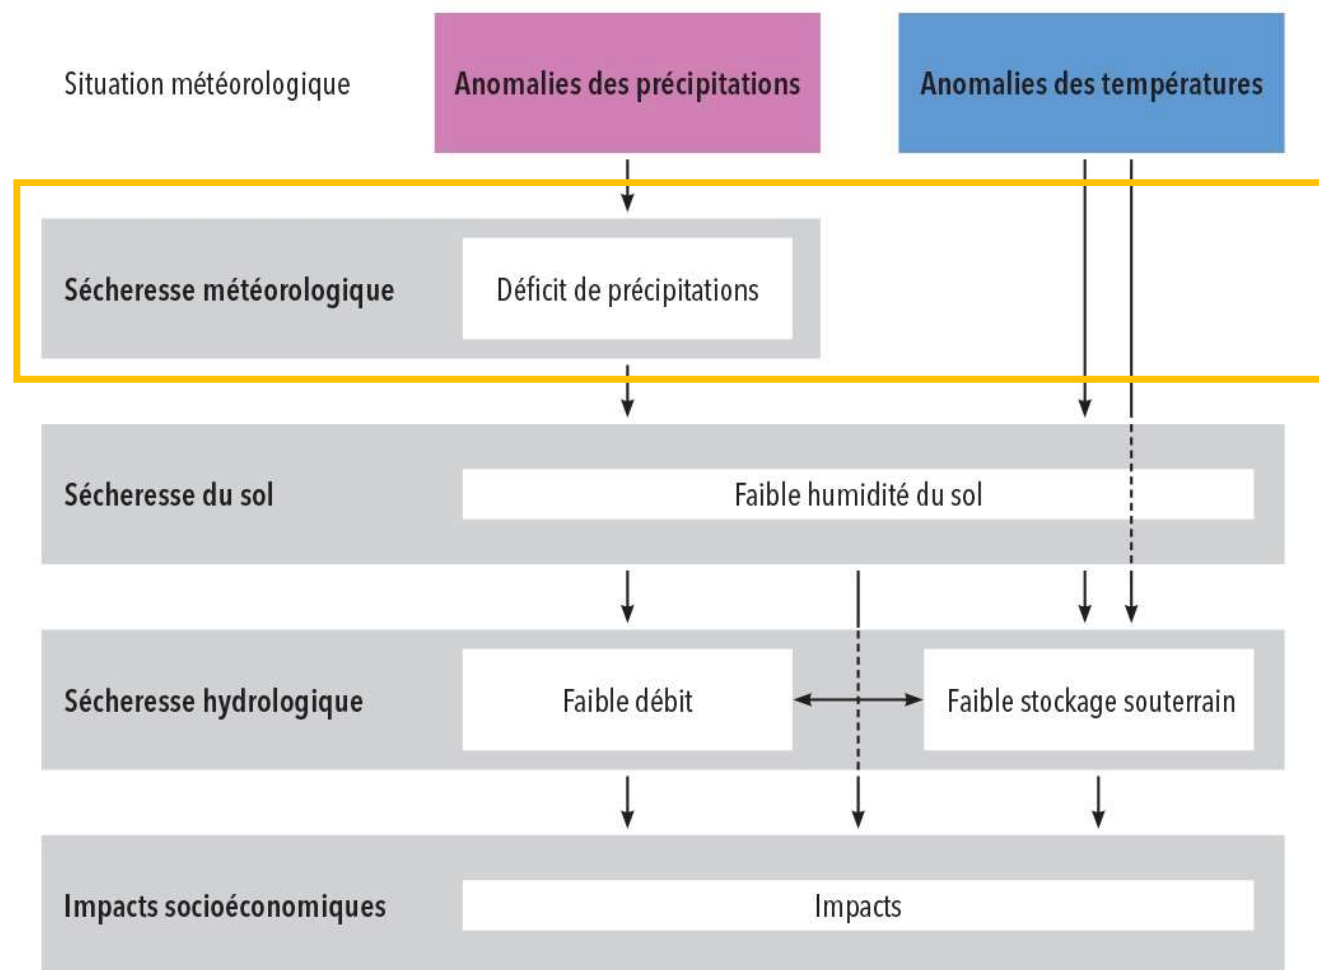 Situation météorologique
Anomalies des précipitations
Anomalies des températures
Sécheresse météorologique
Déficit de précipitations
Sécheresse du sol
Faible humidité du sol
Sécheresse hydrologique
Faible débit
Faible stockage souterrain
Impacts socioéconomiques
Impacts